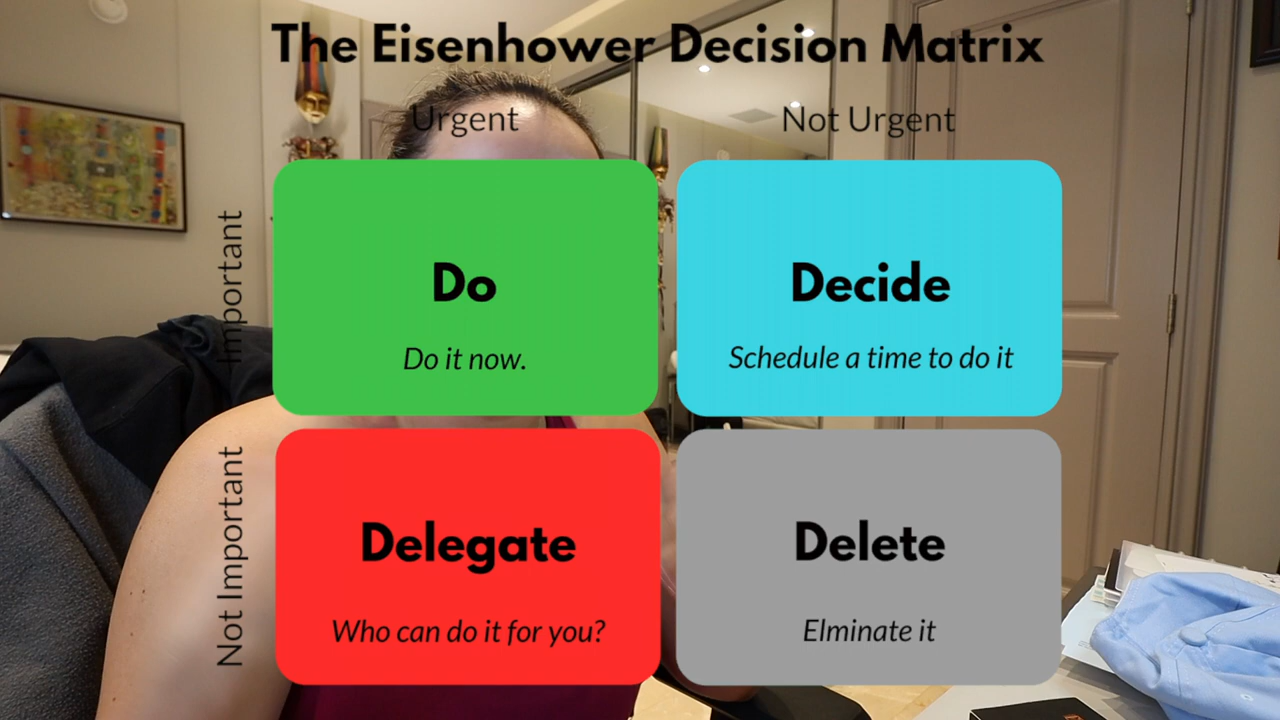 The Eisenhower Decision Matrix
Urgent
Not Urgent
Important
Do
Do it now.
Decide
Schedule a time to do it
Not Important
Delegate
Who can do it for you?
Delete
Elminate it